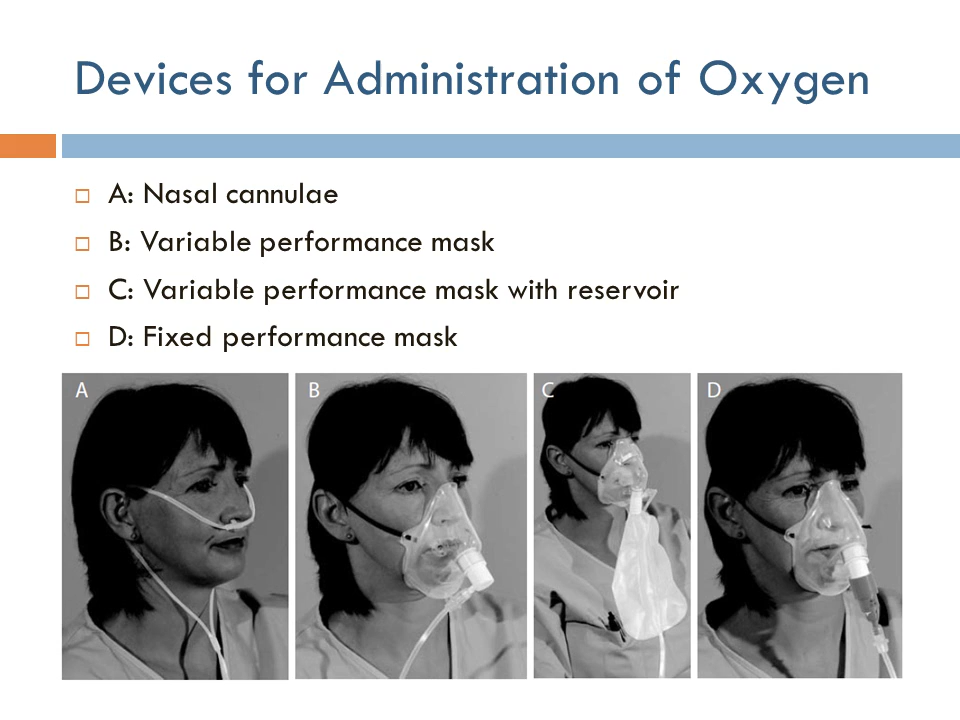 Devices for Administration of Oxygen
A: Nasal cannulae
B: Variable performance mask
C: Variable performance mask with reservoir
D: Fixed performance mask
A
B
C
D